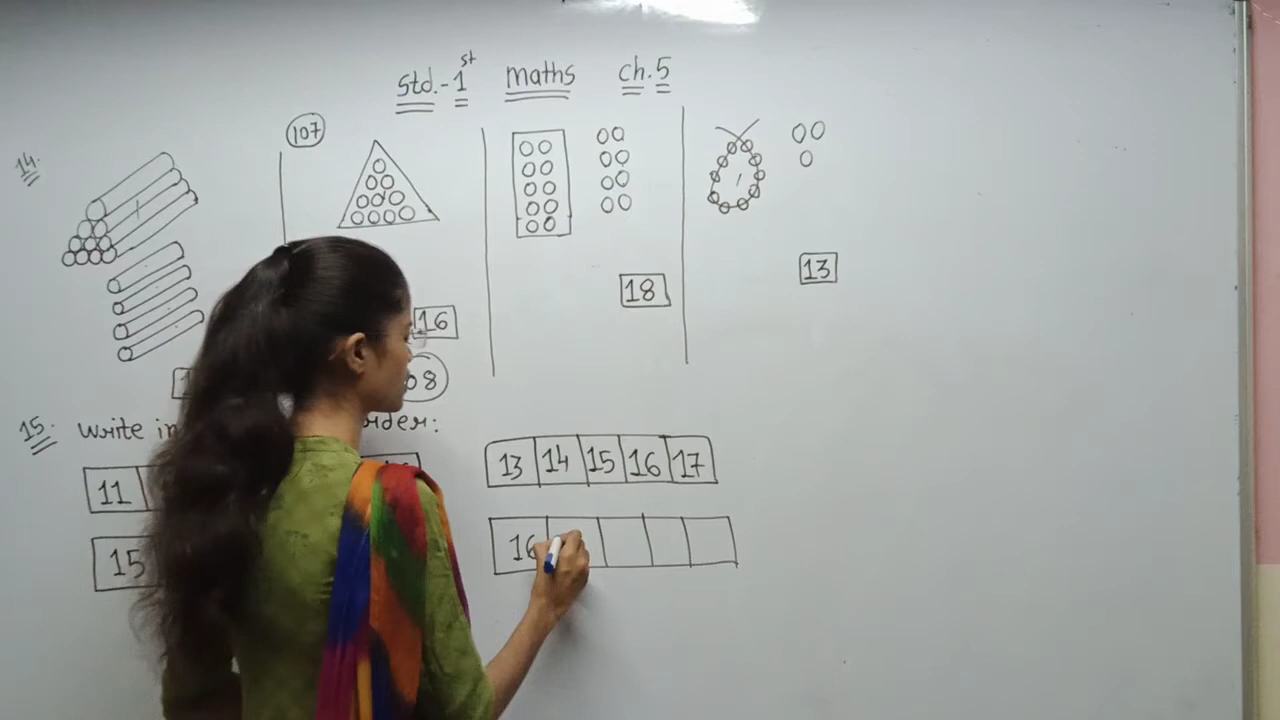 Std.-1st maths ch.5
14.
107
16
18
13
15. write in
13 14 15 16 17
11
15
16